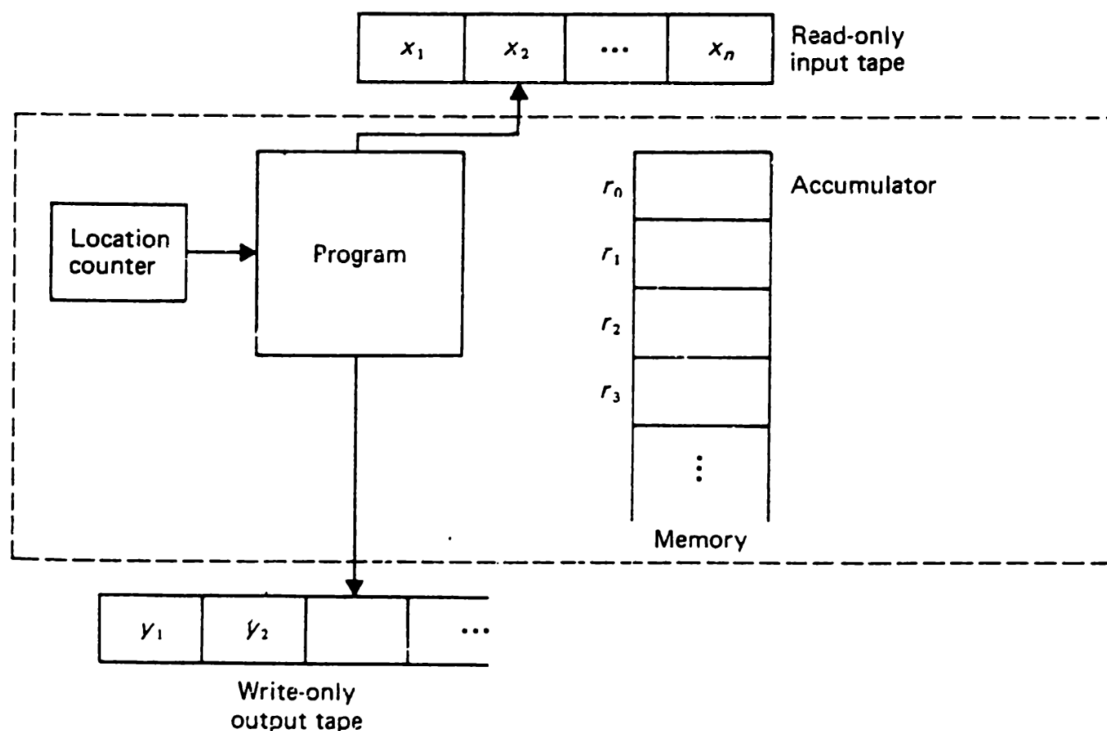 x₁ x₂ ... xₙ
Read-only
input tape
r₀
Accumulator
Location
counter
Program
r₁
r₂
r₃
⋮
Memory
y₁ y₂ ...
Write-only
output tape